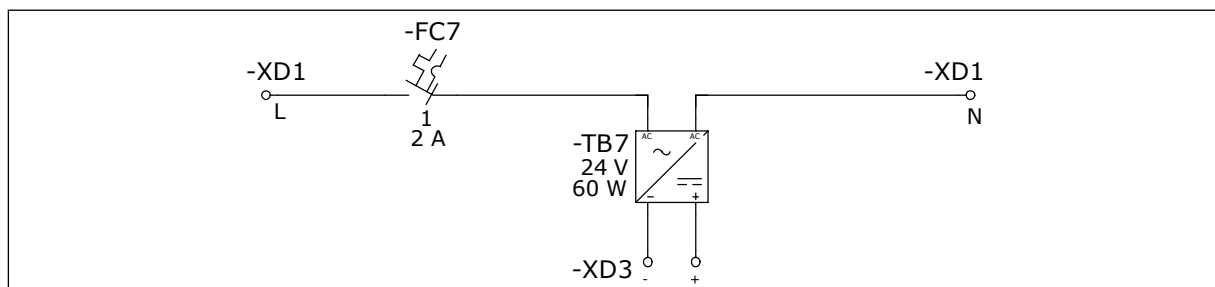 -FC7
-XD1
-XD1
L
N
1
2 A
AC
AC
-TB7
24 V
60 W
-
+
-XD3
-
+